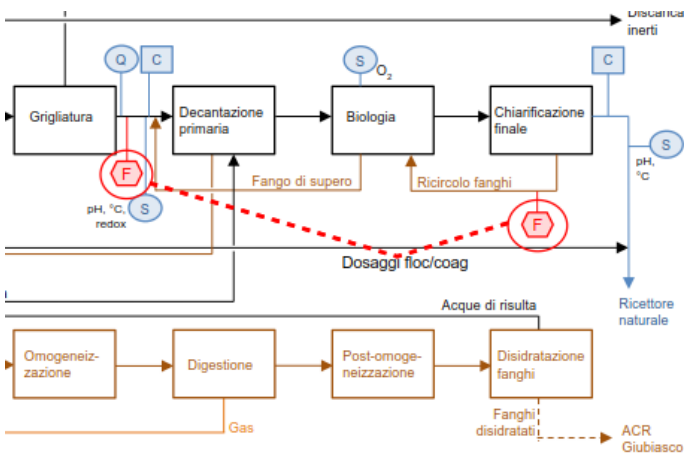 Discarica
inerti
Q
C
S
O2
C
Grigliatura
Decantazione
primaria
Biologia
Chiarificazione
finale
S
pH,
°C
F
Fango di supero
Ricircolo fanghi
pH, °C,
redox
S
F
Dosaggi floc/coag
Acque di risulta
Ricettore
naturale
Omogeneiz-
zazione
Digestione
Post-omoge-
neizzazione
Disidratazione
fanghi
Gas
Fanghi
disidratati
ACR
Giubiasco